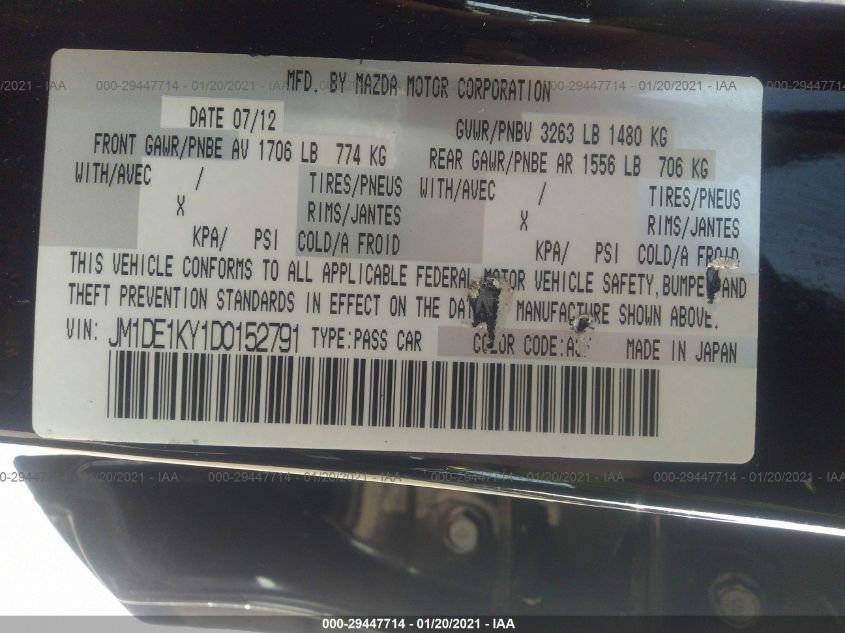 MFD. BY MAZDA MOTOR CORPORATION
DATE 07/12
GVWR/PNBV 3263 LB 1480 KG
FRONT GAWR/PNBE AV 1706 LB 774 KG
REAR GAWR/PNBE AR 1556 LB 706 KG
WITH/AVEC / TIRES/PNEUS WITH/AVEC / TIRES/PNEUS
X RIMS/JANTES X RIMS/JANTES
KPA/ PSI COLD/A FROID KPA/ PSI COLD/A FROID
THIS VEHICLE CONFORMS TO ALL APPLICABLE FEDERAL MOTOR VEHICLE SAFETY, BUMPER AND
THEFT PREVENTION STANDARDS IN EFFECT ON THE MANUFACTURE SHOWN ABOVE.
VIN: JM1DE1KY1D0152791 TYPE:PASS CAR COLOR CODE: MADE IN JAPAN
000-29447714 - 01/20/2021 - IAA